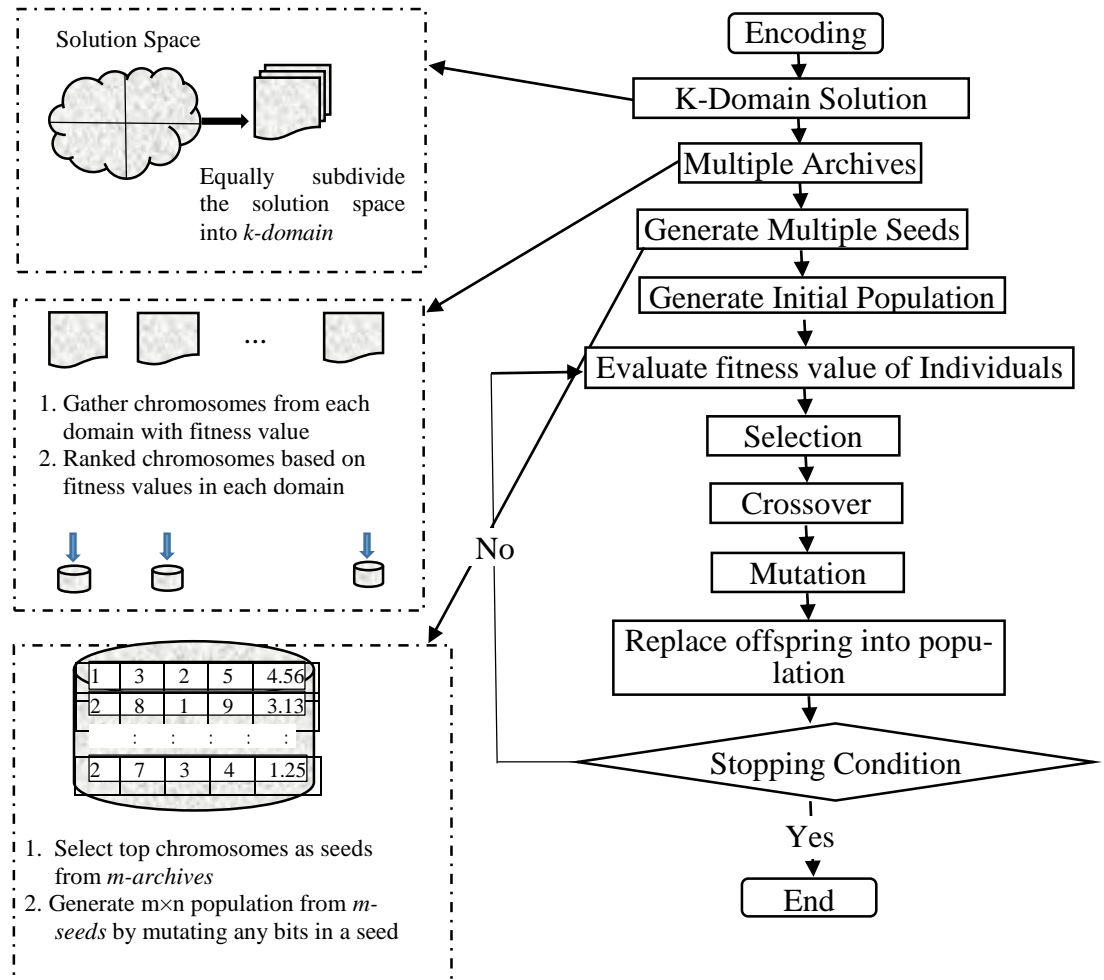 Solution Space
Equally subdivide
the solution space
into k-domain
...
1. Gather chromosomes from each
domain with fitness value
2. Ranked chromosomes based on
fitness values in each domain
1 3 2 5 4.56
2 8 1 9 3.13
: : : : :
2 7 3 4 1.25
1. Select top chromosomes as seeds
from m-archives
2. Generate m×n population from m-
seeds by mutating any bits in a seed
Encoding
K-Domain Solution
Multiple Archives
Generate Multiple Seeds
Generate Initial Population
Evaluate fitness value of Individuals
Selection
Crossover
No
Mutation
Replace offspring into popu-
lation
Stopping Condition
Yes
End